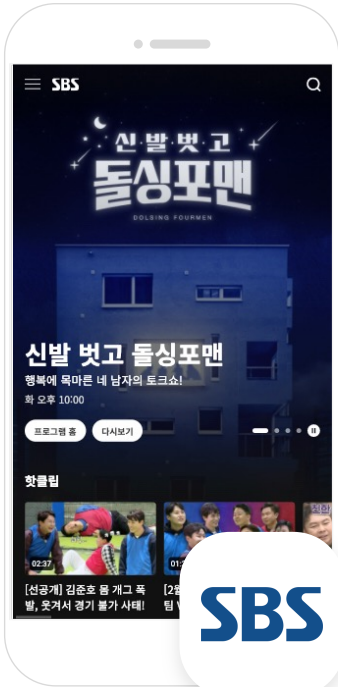 SBS
신·발·벗·고
돌싱포맨
DOLSING FOURMEN
신발 벗고 돌싱포맨
행복에 목마른 네 남자의 토크쇼!
화 오후 10:00
프로그램 홈
다시보기
핫클립
02:37
01:
[선공개] 김준호 몸 개그 폭
발, 웃겨서 경기 불가 사태!
[2월
팀 V
SBS